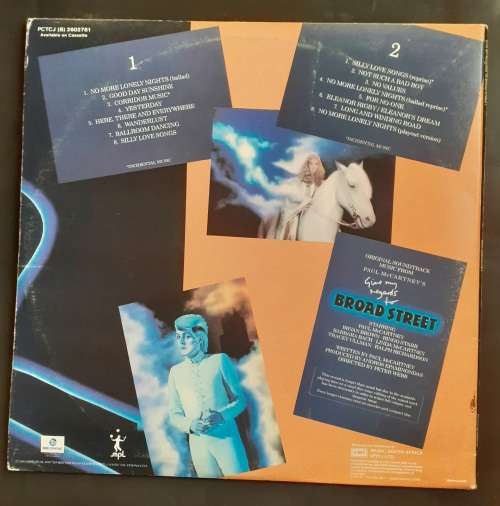 PCTCJ (B) 2602781
Available on Cassette
1
1. NO MORE LONELY NIGHTS (ballad)
2. GOOD DAY SUNSHINE
3. CORRIDOR MUSIC*
4. YESTERDAY
5. HERE, THERE AND EVERYWHERE
6. WANDERLUST
7. BALLROOM DANCING
8. SILLY LOVE SONGS
*INCIDENTAL MUSIC
2
1. SILLY LOVE SONGS (reprise)*
2. NOT SUCH A BAD BOY
3. NO VALUES
4. NO MORE LONELY NIGHTS (ballad reprise)*
5. FOR NO-ONE
6. ELEANOR RIGBY / ELEANOR'S DREAM
7. LONG AND WINDING ROAD
8. NO MORE LONELY NIGHTS (playout version)
*INCIDENTAL MUSIC
ORIGINAL SOUNDTRACK
MUSIC FROM
PAUL McCARTNEY'S
Give my
regards
to
BROAD STREET
STARRING
PAUL McCARTNEY
BRYAN BROWN · RINGO STARR
BARBARA BACH · LINDA McCARTNEY
TRACEY ULLMAN · RALPH RICHARDSON
WRITTEN BY PAUL McCARTNEY
PRODUCED BY ANDROS EPAMINONDAS
DIRECTED BY PETER WEBB
mpl
MUSIC SOUTH AFRICA
(PTY.) LTD.